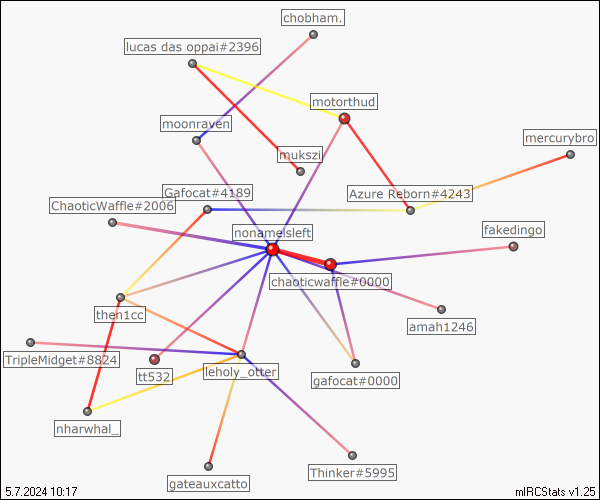 chobham.
lucas das oppai#2396
motorthud
moonraven
mercurybro
mukszi
Gafocat#4189
Azure Reborn#4243
ChaoticWaffle#2006
nonameisleft
fakedingo
chaoticwaffle#0000
then1cc
amah1246
TripleMidget#8824
leholy_otter
tt532
gafocat#0000
nharwhal_
Thinker#5995
gateauxcatto
5.7.2024 10:17
mIRCStats v1.25